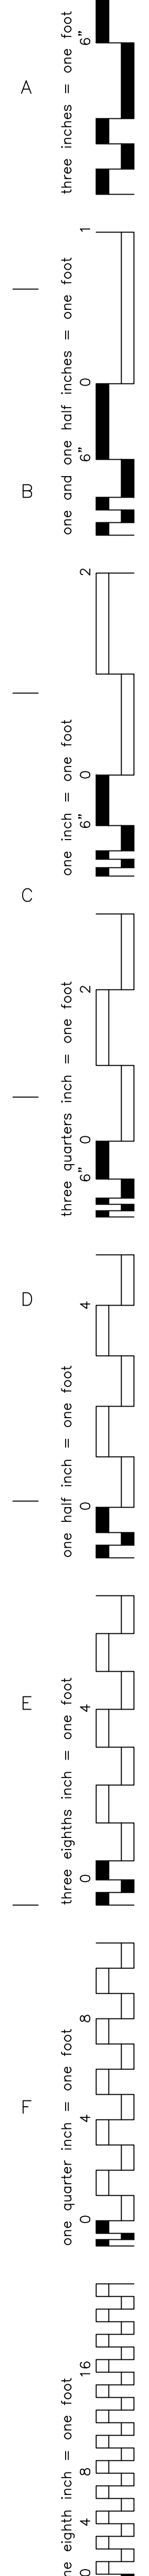 A
three inches = one foot
6"
B
one and one half inches = one foot
6" 0 1
C
one inch = one foot
6" 0 2
three quarters inch = one foot
6" 0 2
D
one half inch = one foot
0 4
E
three eighths inch = one foot
0 4
F
one quarter inch = one foot
0 4 8
ne eighth inch = one foot
0 4 8 16